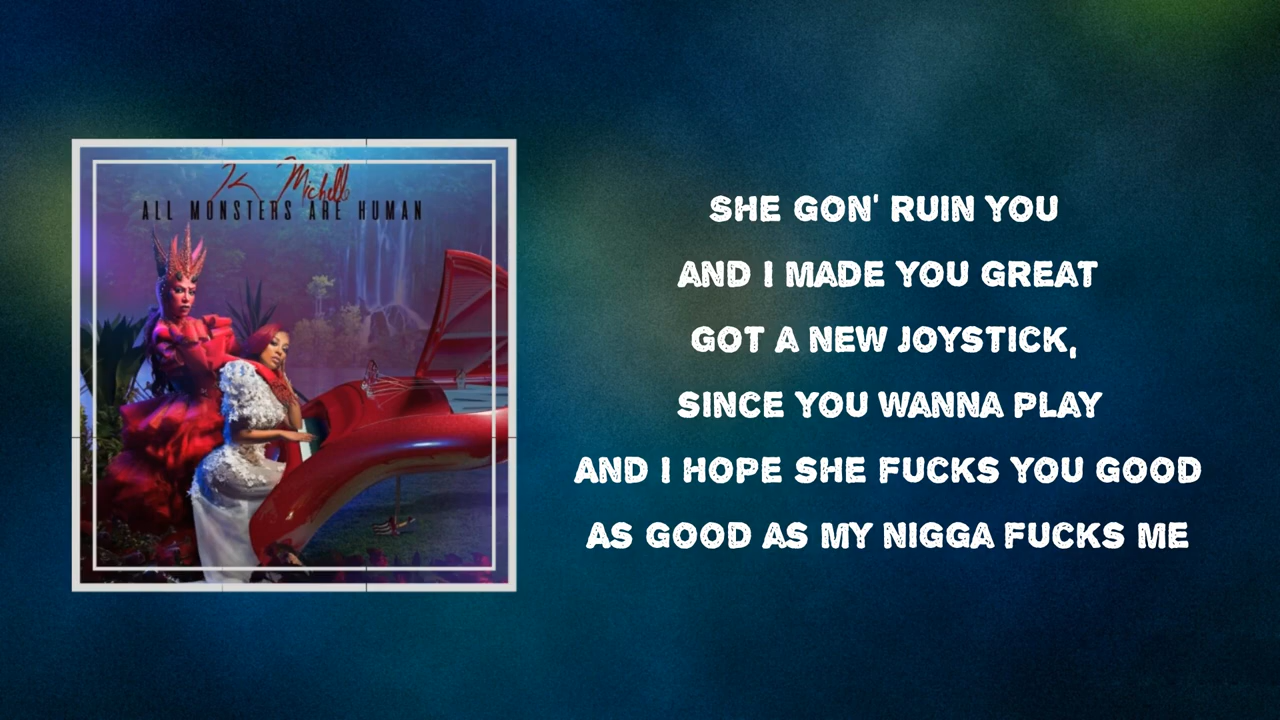 K Michelle
ALL MONSTERS ARE HUMAN
SHE GON' RUIN YOU
AND I MADE YOU GREAT
GOT A NEW JOYSTICK,
SINCE YOU WANNA PLAY
AND I HOPE SHE FUCKS YOU GOOD
AS GOOD AS MY NIGGA FUCKS ME